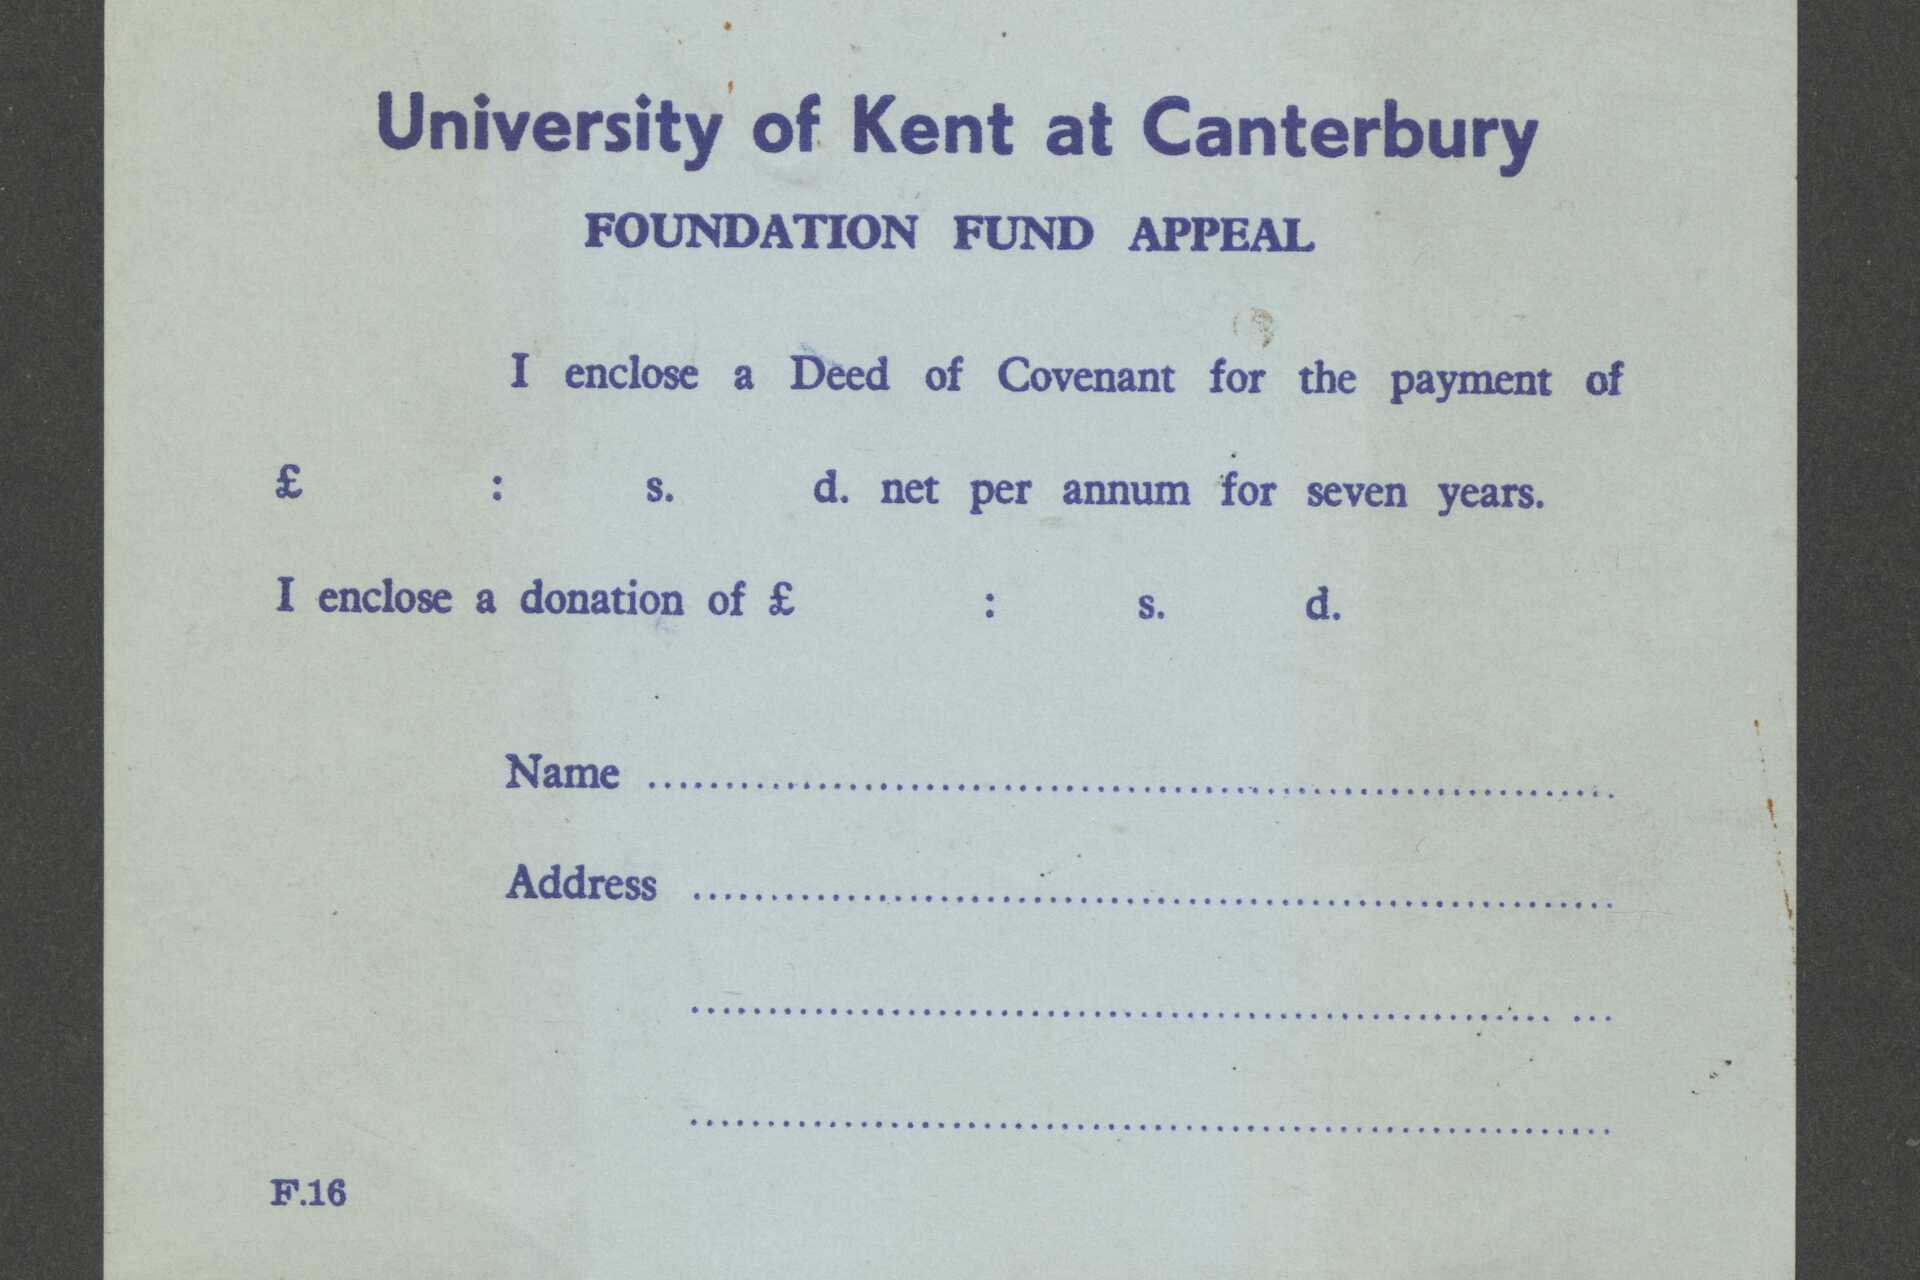 University of Kent at Canterbury
FOUNDATION FUND APPEAL
I enclose a Deed of Covenant for the payment of
£ : s. d. net per annum for seven years.
I enclose a donation of £ : s. d.
Name ..............................................................
Address ...........................................................
........................................................ ...
...........................................................
F.16